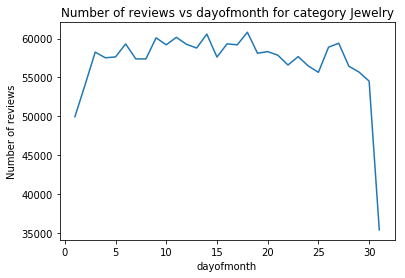 Number of reviews vs dayofmonth for category Jewelry
60000
55000
50000
45000
40000
35000
Number of reviews
0 5 10 15 20 25 30
dayofmonth